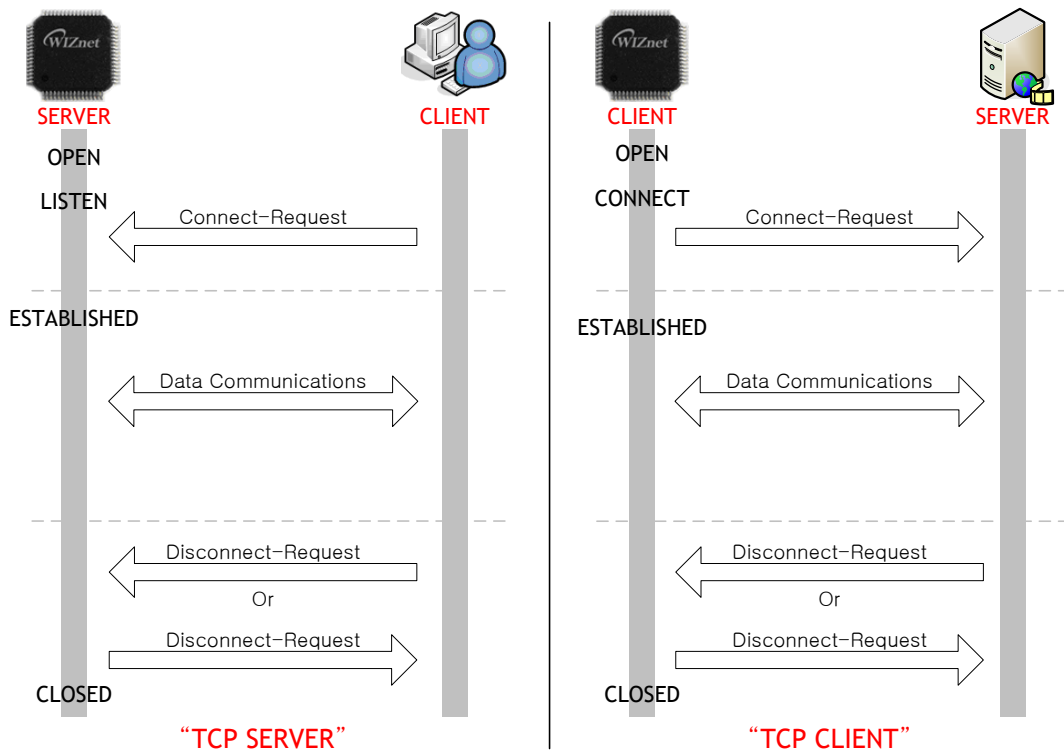 WIZnet
SERVER
CLIENT
OPEN
LISTEN
Connect-Request
ESTABLISHED
Data Communications
Disconnect-Request
Or
Disconnect-Request
CLOSED
“TCP SERVER”
WIZnet
CLIENT
SERVER
OPEN
CONNECT
Connect-Request
ESTABLISHED
Data Communications
Disconnect-Request
Or
Disconnect-Request
CLOSED
“TCP CLIENT”